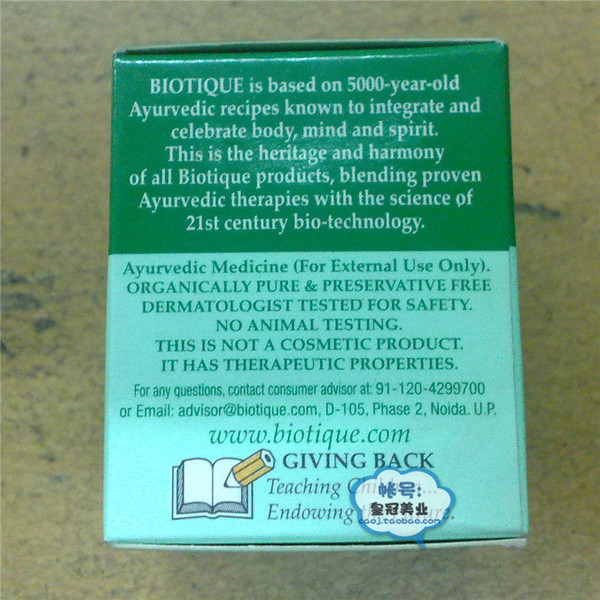 BIOTIQUE is based on 5000-year-old
Ayurvedic recipes known to integrate and
celebrate body, mind and spirit.
This is the heritage and harmony
of all Biotique products, blending proven
Ayurvedic therapies with the science of
21st century bio-technology.
Ayurvedic Medicine (For External Use Only).
ORGANICALLY PURE & PRESERVATIVE FREE
DERMATOLOGIST TESTED FOR SAFETY.
NO ANIMAL TESTING.
THIS IS NOT A COSMETIC PRODUCT.
IT HAS THERAPEUTIC PROPERTIES.
For any questions, contact consumer advisor at: 91-120-4299700
or Email: advisor@biotique.com, D-105, Phase 2, Noida. U.P.
www.biotique.com
GIVING BACK
Teaching
Endowing
帐号:
皇冠美业
caoj.taobao.com